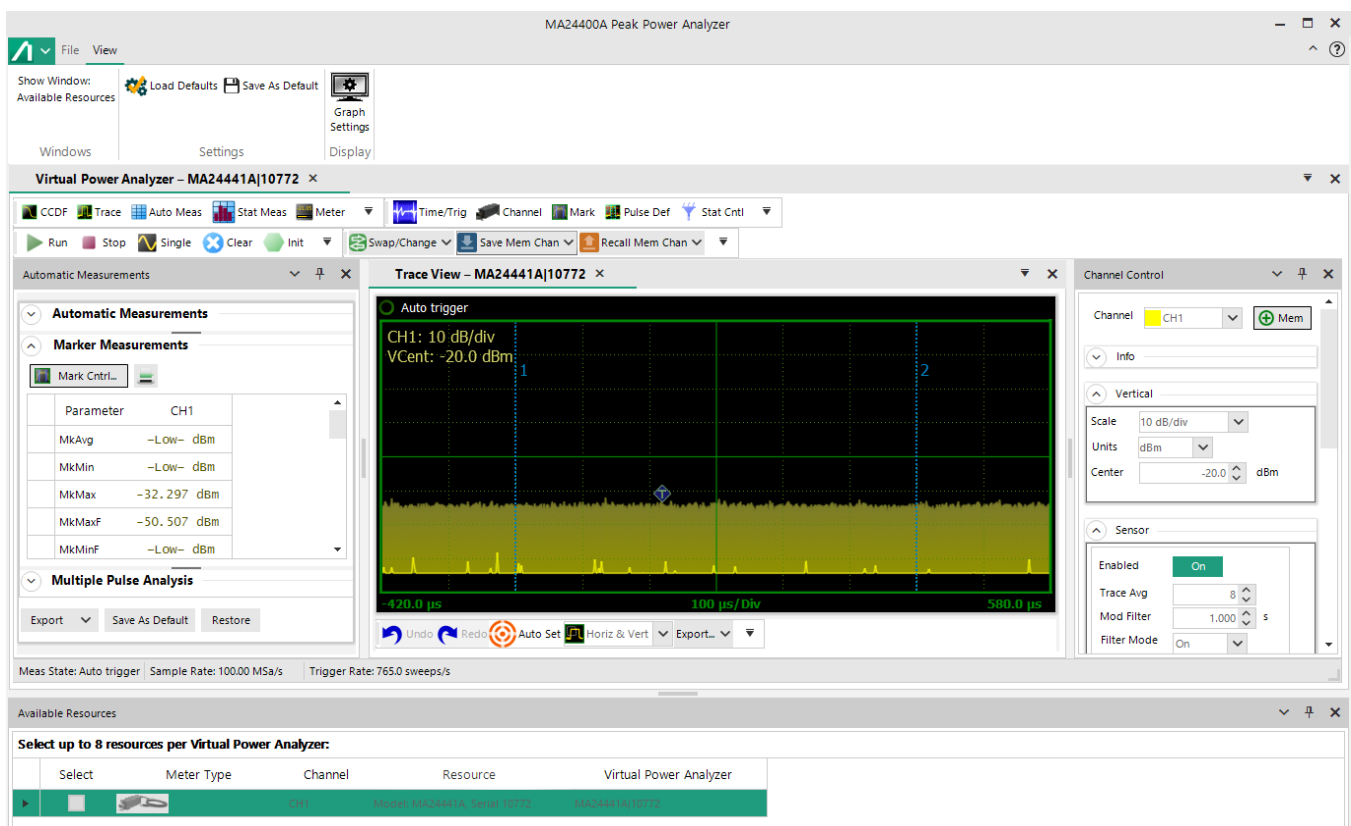 MA24400A Peak Power Analyzer
File View
Show Window:
Available Resources
Load Defaults Save As Default
Graph
Settings
Windows Settings Display
Virtual Power Analyzer – MA24441A|10772
CCDF Trace Auto Meas Stat Meas Meter Time/Trig Channel Mark Pulse Def Stat Cntl
Run Stop Single Clear Init Swap/Change Save Mem Chan Recall Mem Chan
Automatic Measurements
Automatic Measurements
Marker Measurements
Mark Cntrl...
Parameter CH1
MkAvg –Low– dBm
MkMin –Low– dBm
MkMax -32.297 dBm
MkMaxF -50.507 dBm
MkMinF –Low– dBm
Multiple Pulse Analysis
Export Save As Default Restore
Trace View – MA24441A|10772
Auto trigger
CH1: 10 dB/div
VCent: -20.0 dBm
1
2
T
-420.0 µs 100 µs/Div 580.0 µs
Undo Redo Auto Set Horiz & Vert Export...
Channel Control
Channel CH1 Mem
Info
Vertical
Scale 10 dB/div
Units dBm
Center -20.0 dBm
Sensor
Enabled On
Trace Avg 8
Mod Filter 1.000 s
Filter Mode On
Meas State: Auto trigger Sample Rate: 100.00 MSa/s Trigger Rate: 765.0 sweeps/s
Available Resources
Select up to 8 resources per Virtual Power Analyzer:
Select Meter Type Channel Resource Virtual Power Analyzer
CH1 Model: MA24441A, Serial 10772 MA24441A|10772